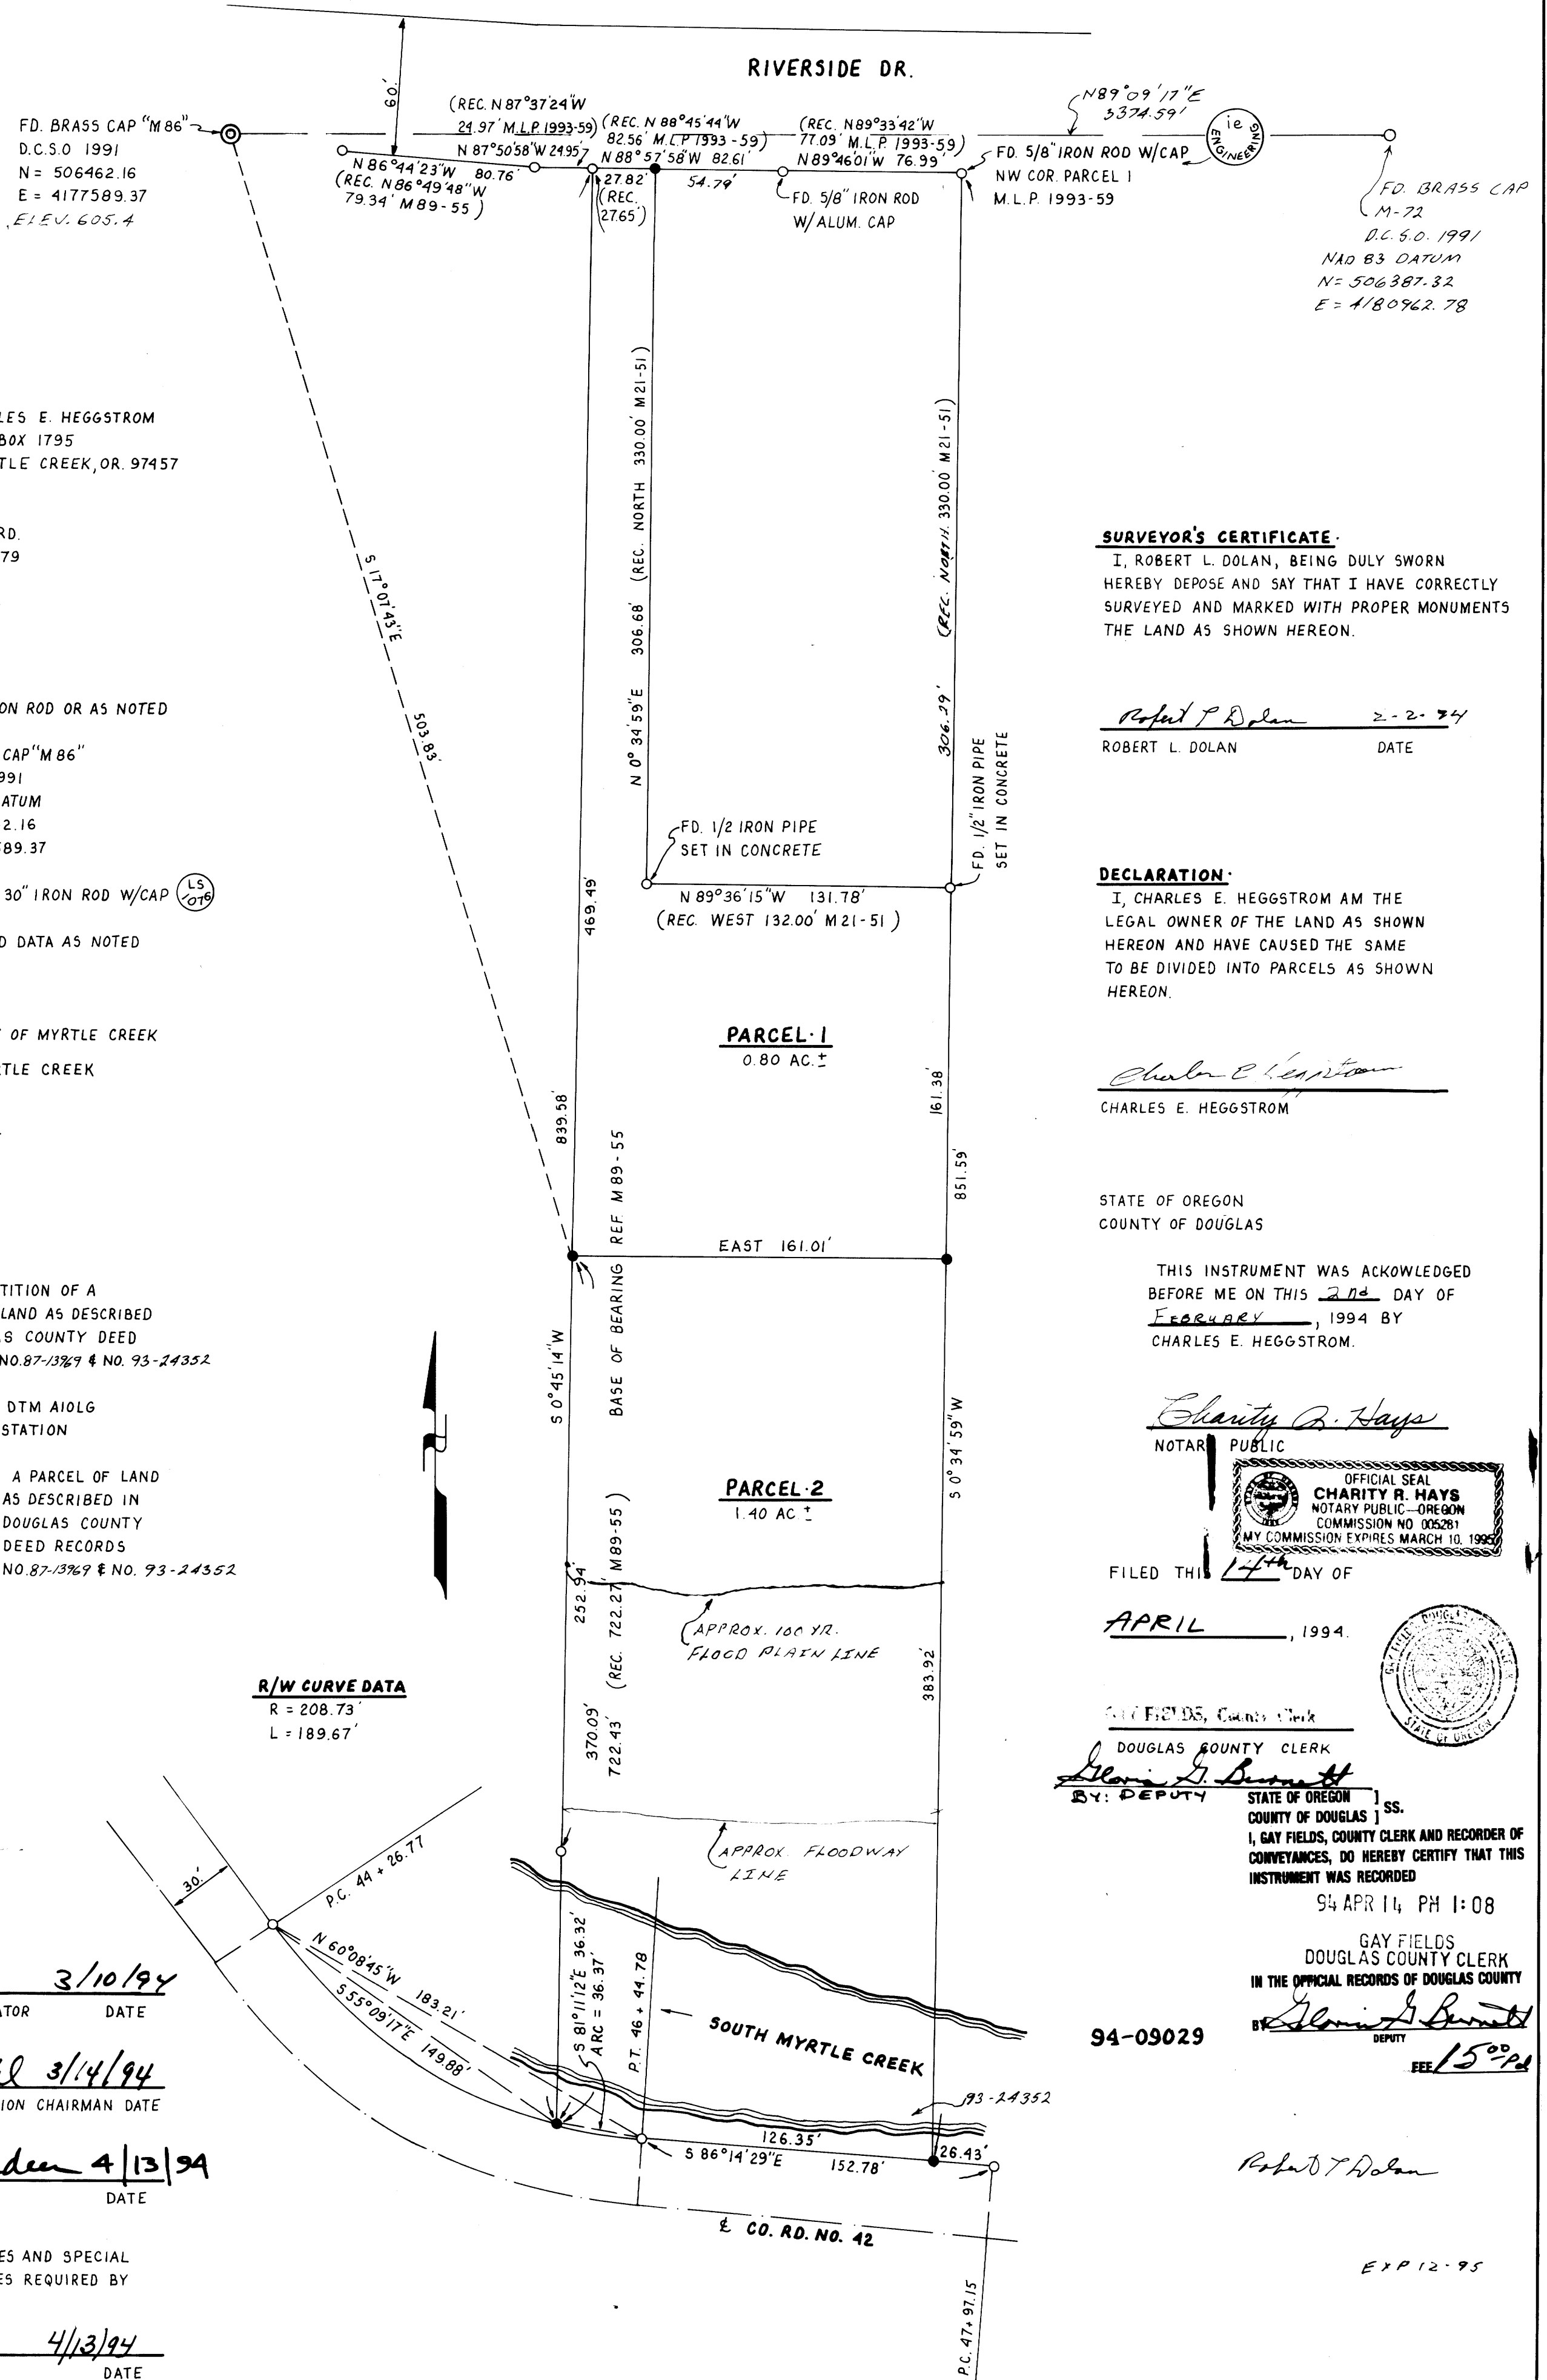 RIVERSIDE DR.
60.'
FD. BRASS CAP "M 86"
D.C.S.O 1991
N = 506462.16
E = 4177589.37
ELEV. 605.4
(REC. N 87°37'24"W
24.97' M.L.P. 1993-59)
N 87°50'58"W 24.95'
(REC. N 88°45'44"W
82.56' M.L.P 1993-59)
N 88°57'58"W 82.61'
(REC. N89°33'42"W
77.09' M.L.P. 1993-59)
N89°46'01"W 76.99'
N89°09'17"E
3374.59'
ie
ENGINEERING
N 86°44'23"W 80.76'
(REC. N 86°49'48"W
79.34' M89-55)
27.82'
(REC.
27.65')
54.79'
FD. 5/8" IRON ROD
W/ALUM. CAP
FD. 5/8" IRON ROD W/CAP
NW COR. PARCEL 1
M.L.P. 1993-59
FD. BRASS CAP
M-72
D.C.S.O. 1991
NAD 83 DATUM
N= 506387.32
E = 4180962.78
LES E. HEGGSTROM
BOX 1795
TLE CREEK, OR. 97457
RD.
79
ON ROD OR AS NOTED
CAP "M 86"
991
ATUM
2.16
89.37
30" IRON ROD W/CAP
LS
1076
D DATA AS NOTED
OF MYRTLE CREEK
TLE CREEK
S 17°07'43"E
503.83'
469.49'
839.58'
S 0°45'14"W
N 0°34'59"E 306.68' (REC. NORTH 330.00' M 21-51)
(REC. NORTH. 330.00' M 21-51)
306.29'
FD. 1/2 IRON PIPE
SET IN CONCRETE
FD. 1/2" IRON PIPE
SET IN CONCRETE
N 89°36'15"W 131.78'
(REC. WEST 132.00' M21-51)
PARCEL·1
0.80 AC.±
161.38'
851.59'
BASE OF BEARING REF. M 89-55
EAST 161.01'
S 0°34'59"W
PARCEL·2
1.40 AC ±
252.94'
370.09'
722.43' (REC. 722.27' M 89-55)
383.92'
APPROX. 100 YR.
FLOOD PLAIN LINE
APPROX. FLOODWAY
LINE
TITION OF A
LAND AS DESCRIBED
S COUNTY DEED
NO.87-13969 & NO. 93-24352
DTM A10LG
STATION
A PARCEL OF LAND
AS DESCRIBED IN
DOUGLAS COUNTY
DEED RECORDS
NO.87-13969 & NO. 93-24352
R/W CURVE DATA
R = 208.73'
L = 189.67'
30.'
P.C. 44 + 26.77
N 60°08'45"W 183.21'
S 55°09'17"E 149.88'
S 81°11'12"E 36.32'
ARC = 36.37'
P.T. 46 + 44.78
SOUTH MYRTLE CREEK
93-24352
126.35'
26.43'
S 86°14'29"E 152.78'
℄ CO. RD. NO. 42
P.C. 47+97.15
3/10/94
TOR DATE
3/14/94
ION CHAIRMAN DATE
4/13/94
DATE
ES AND SPECIAL
ES REQUIRED BY
4/13/94
DATE
SURVEYOR'S CERTIFICATE·
I, ROBERT L. DOLAN, BEING DULY SWORN
HEREBY DEPOSE AND SAY THAT I HAVE CORRECTLY
SURVEYED AND MARKED WITH PROPER MONUMENTS
THE LAND AS SHOWN HEREON.
2-2-94
ROBERT L. DOLAN DATE
DECLARATION·
I, CHARLES E. HEGGSTROM AM THE
LEGAL OWNER OF THE LAND AS SHOWN
HEREON AND HAVE CAUSED THE SAME
TO BE DIVIDED INTO PARCELS AS SHOWN
HEREON.
CHARLES E. HEGGSTROM
STATE OF OREGON
COUNTY OF DOUGLAS
THIS INSTRUMENT WAS ACKOWLEDGED
BEFORE ME ON THIS 2nd DAY OF
FEBRUARY, 1994 BY
CHARLES E. HEGGSTROM.
Charity R. Hays
NOTAR PUBLIC
OFFICIAL SEAL
CHARITY R. HAYS
NOTARY PUBLIC-OREGON
COMMISSION NO 005281
MY COMMISSION EXPIRES MARCH 10, 1995
FILED THI 14th DAY OF
APRIL, 1994.
GAY FIELDS, County Clerk
DOUGLAS COUNTY CLERK
Gloria G. Burnett
BY: DEPUTY
STATE OF OREGON ] SS.
COUNTY OF DOUGLAS ]
I, GAY FIELDS, COUNTY CLERK AND RECORDER OF
CONVEYANCES, DO HEREBY CERTIFY THAT THIS
INSTRUMENT WAS RECORDED
94 APR 14 PM 1:08
GAY FIELDS
DOUGLAS COUNTY CLERK
IN THE OFFICIAL RECORDS OF DOUGLAS COUNTY
94-09029
BY Gloria G Burnett
DEPUTY
FEE 15 00 Pd
Robert L Dolan
EXP 12-95